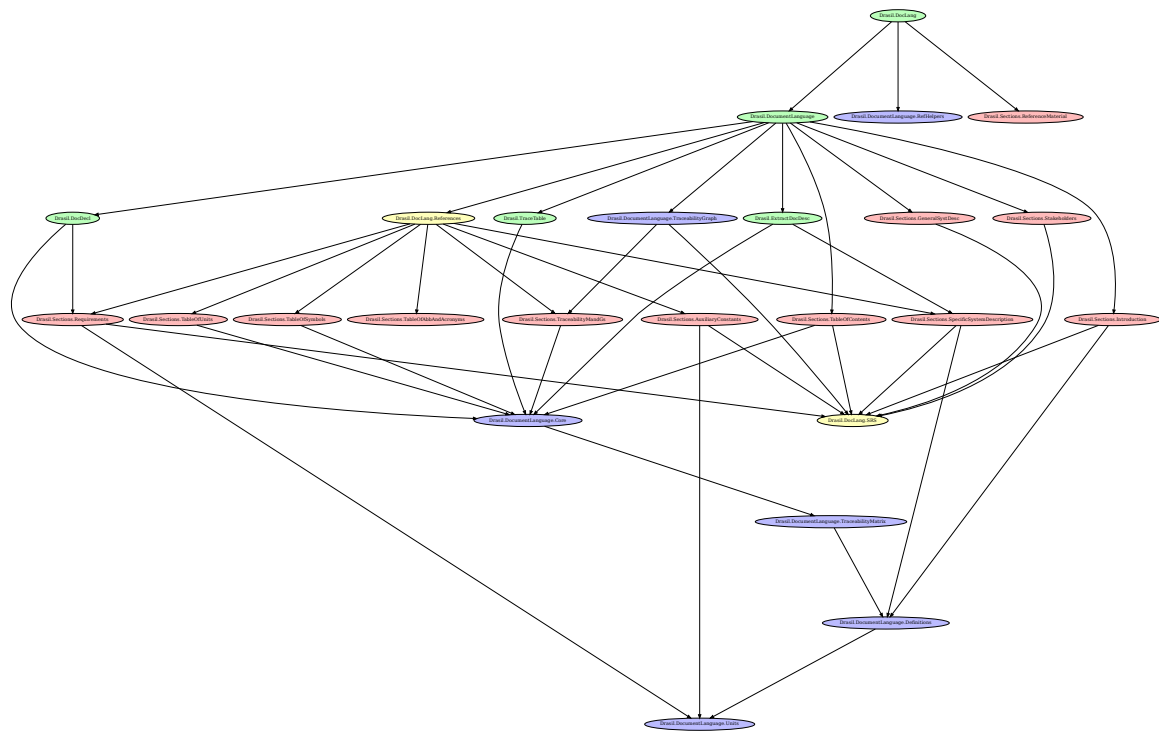 Drasil.DocLang
Drasil.DocumentLanguage
Drasil.DocumentLanguage.RefHelpers
Drasil.Sections.ReferenceMaterial
Drasil.DocDecl
Drasil.DocLang.References
Drasil.TraceTable
Drasil.DocumentLanguage.TraceabilityGraph
Drasil.ExtractDocDesc
Drasil.Sections.GeneralSystDesc
Drasil.Sections.Stakeholders
Drasil.Sections.Requirements
Drasil.Sections.TableOfUnits
Drasil.Sections.TableOfSymbols
Drasil.Sections.TableOfAbbAndAcronyms
Drasil.Sections.TraceabilityMandGs
Drasil.Sections.AuxiliaryConstants
Drasil.Sections.TableOfContents
Drasil.Sections.SpecificSystemDescription
Drasil.Sections.Introduction
Drasil.DocumentLanguage.Core
Drasil.DocLang.SRS
Drasil.DocumentLanguage.TraceabilityMatrix
Drasil.DocumentLanguage.Definitions
Drasil.DocumentLanguage.Units